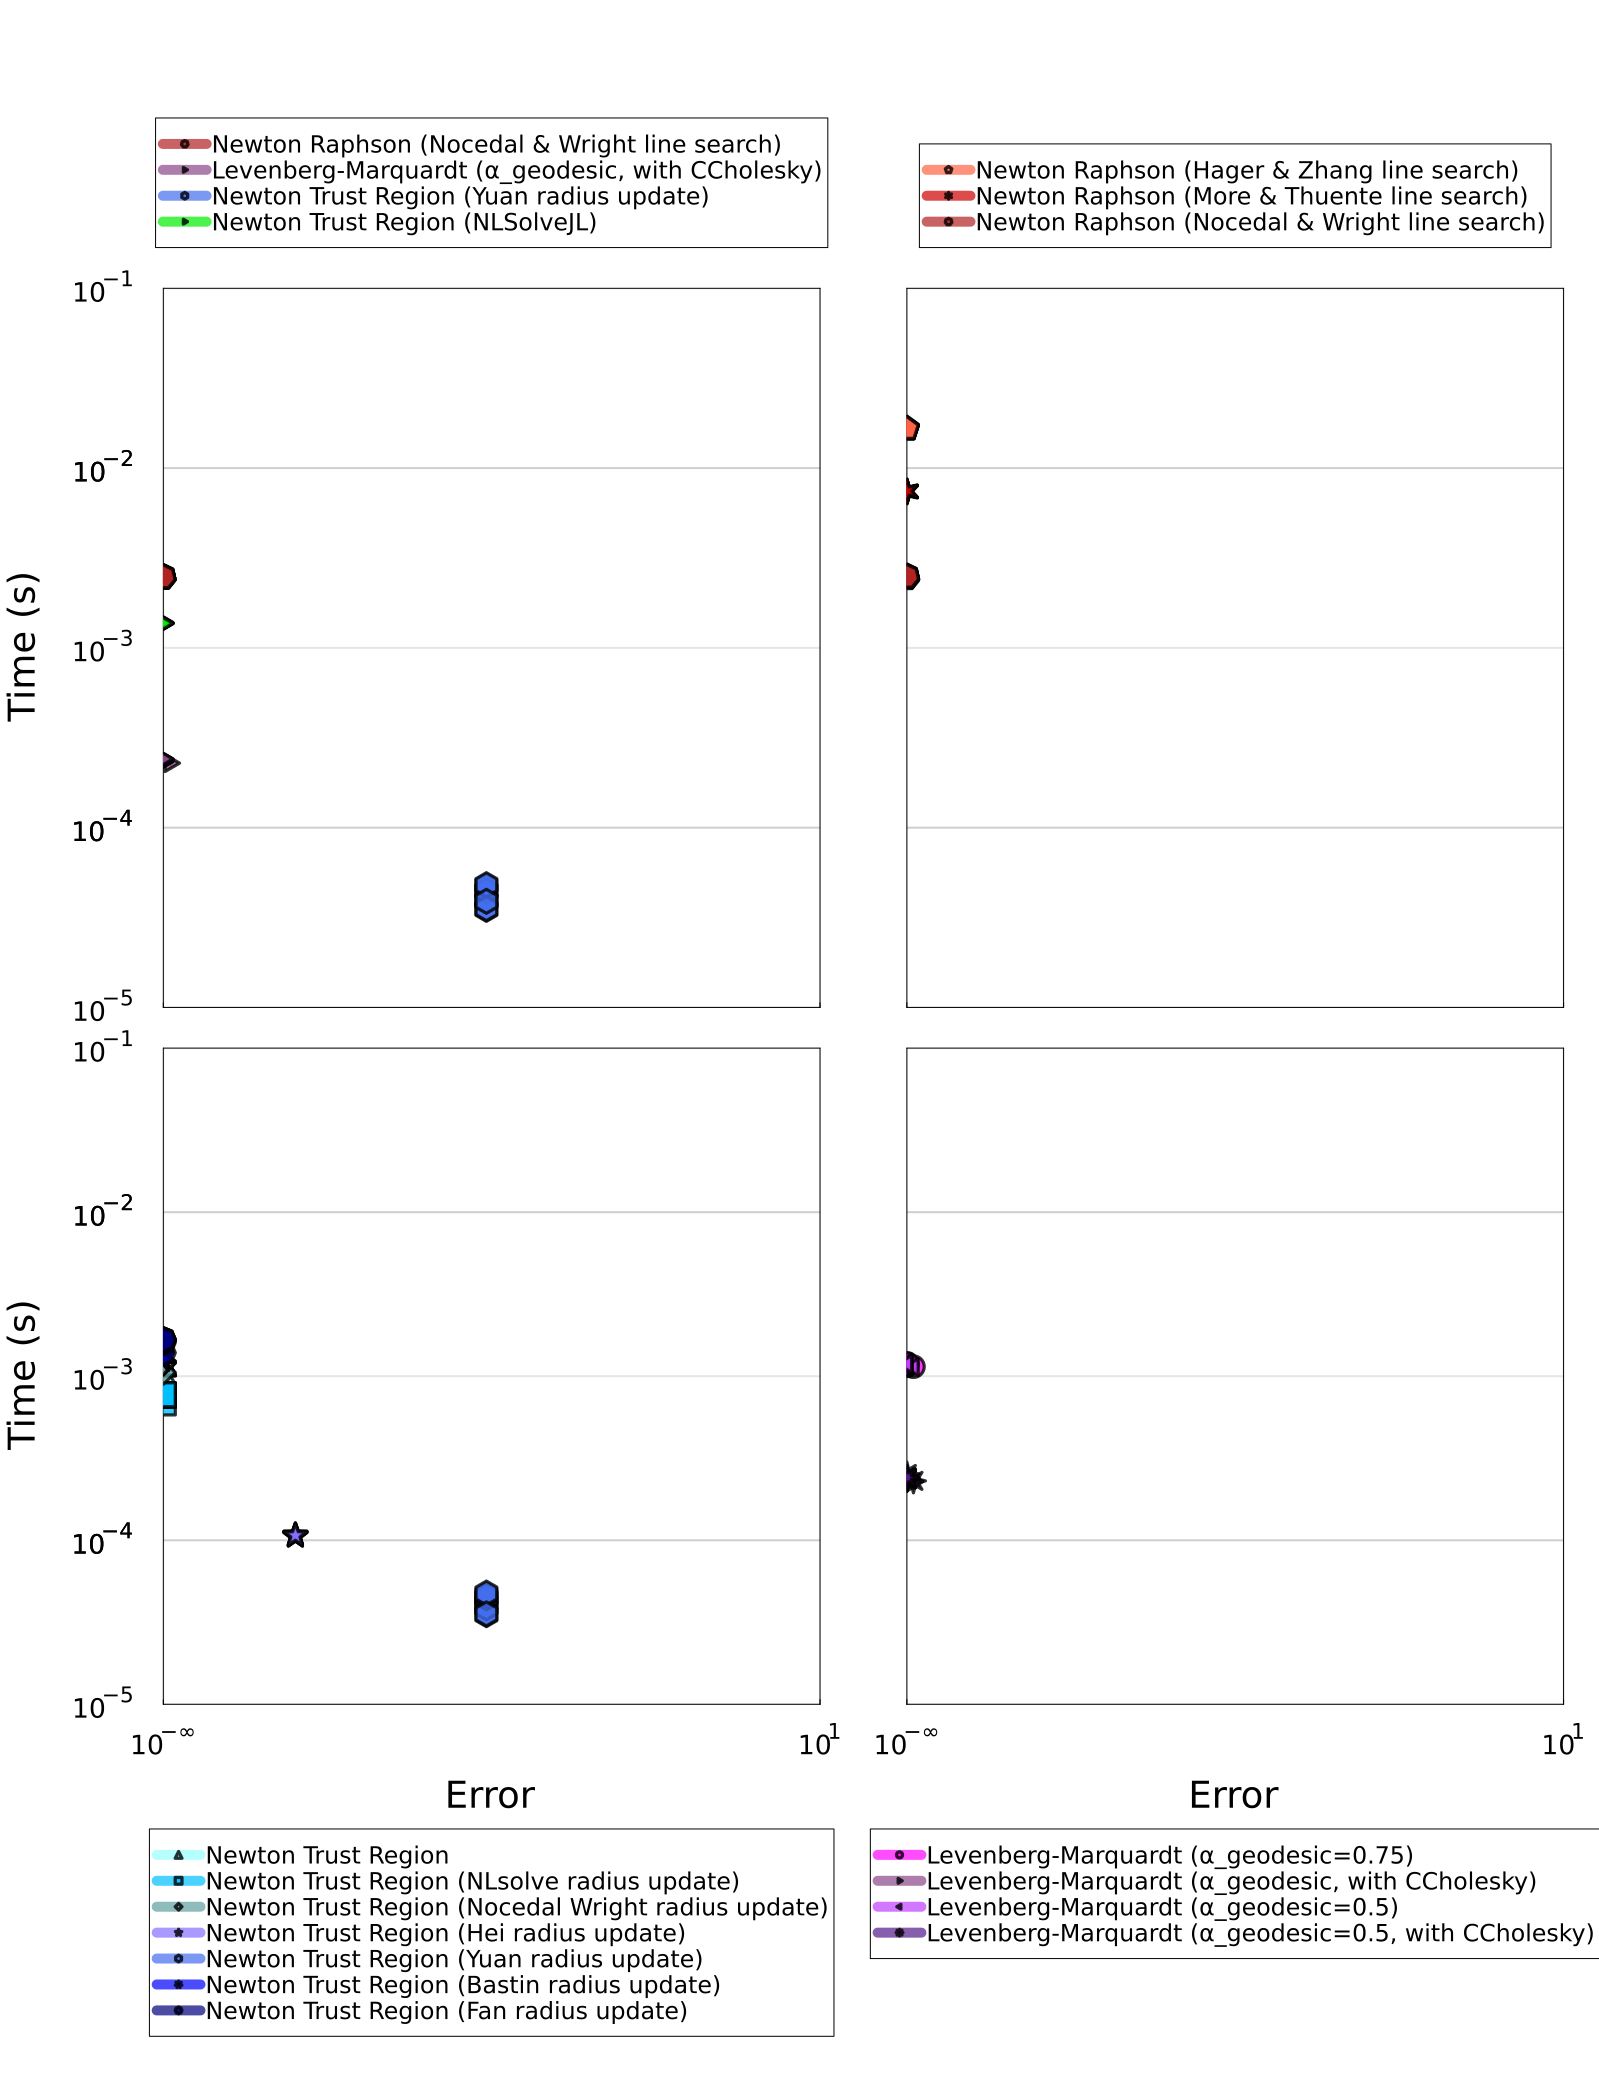 Newton Raphson (Nocedal & Wright line search)
Levenberg-Marquardt (α_geodesic, with CCholesky)
Newton Trust Region (Yuan radius update)
Newton Trust Region (NLSolveJL)
Newton Raphson (Hager & Zhang line search)
Newton Raphson (More & Thuente line search)
Newton Raphson (Nocedal & Wright line search)
10⁻¹
10⁻²
10⁻³
10⁻⁴
10⁻⁵
Time (s)
10⁻¹
10⁻²
10⁻³
10⁻⁴
10⁻⁵
Time (s)
10^−∞
10¹
10^−∞
10¹
Error
Error
Newton Trust Region
Newton Trust Region (NLsolve radius update)
Newton Trust Region (Nocedal Wright radius update)
Newton Trust Region (Hei radius update)
Newton Trust Region (Yuan radius update)
Newton Trust Region (Bastin radius update)
Newton Trust Region (Fan radius update)
Levenberg-Marquardt (α_geodesic=0.75)
Levenberg-Marquardt (α_geodesic, with CCholesky)
Levenberg-Marquardt (α_geodesic=0.5)
Levenberg-Marquardt (α_geodesic=0.5, with CCholesky)